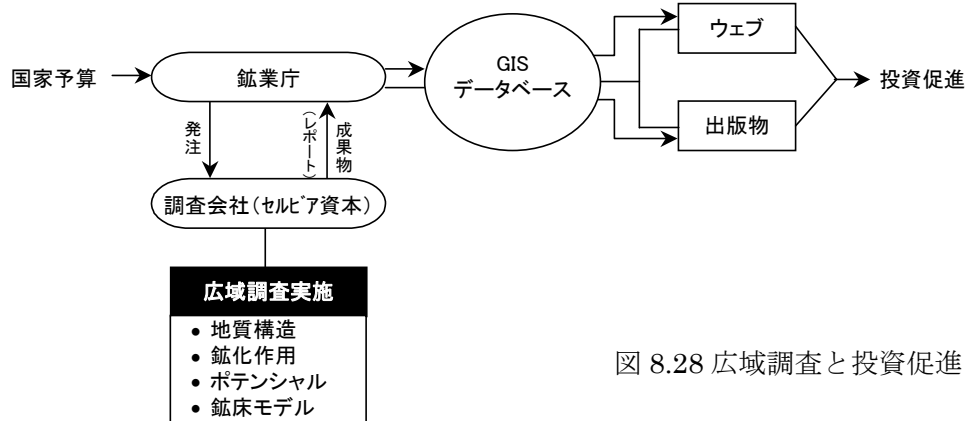 国家予算
鉱業庁
GIS
データベース
ウェブ
出版物
投資促進
発注
成果物
(レポート)
調査会社(ｾﾙﾋﾞｱ資本)
広域調査実施
● 地質構造
● 鉱化作用
● ポテンシャル
● 鉱床モデル
図 8.28 広域調査と投資促進